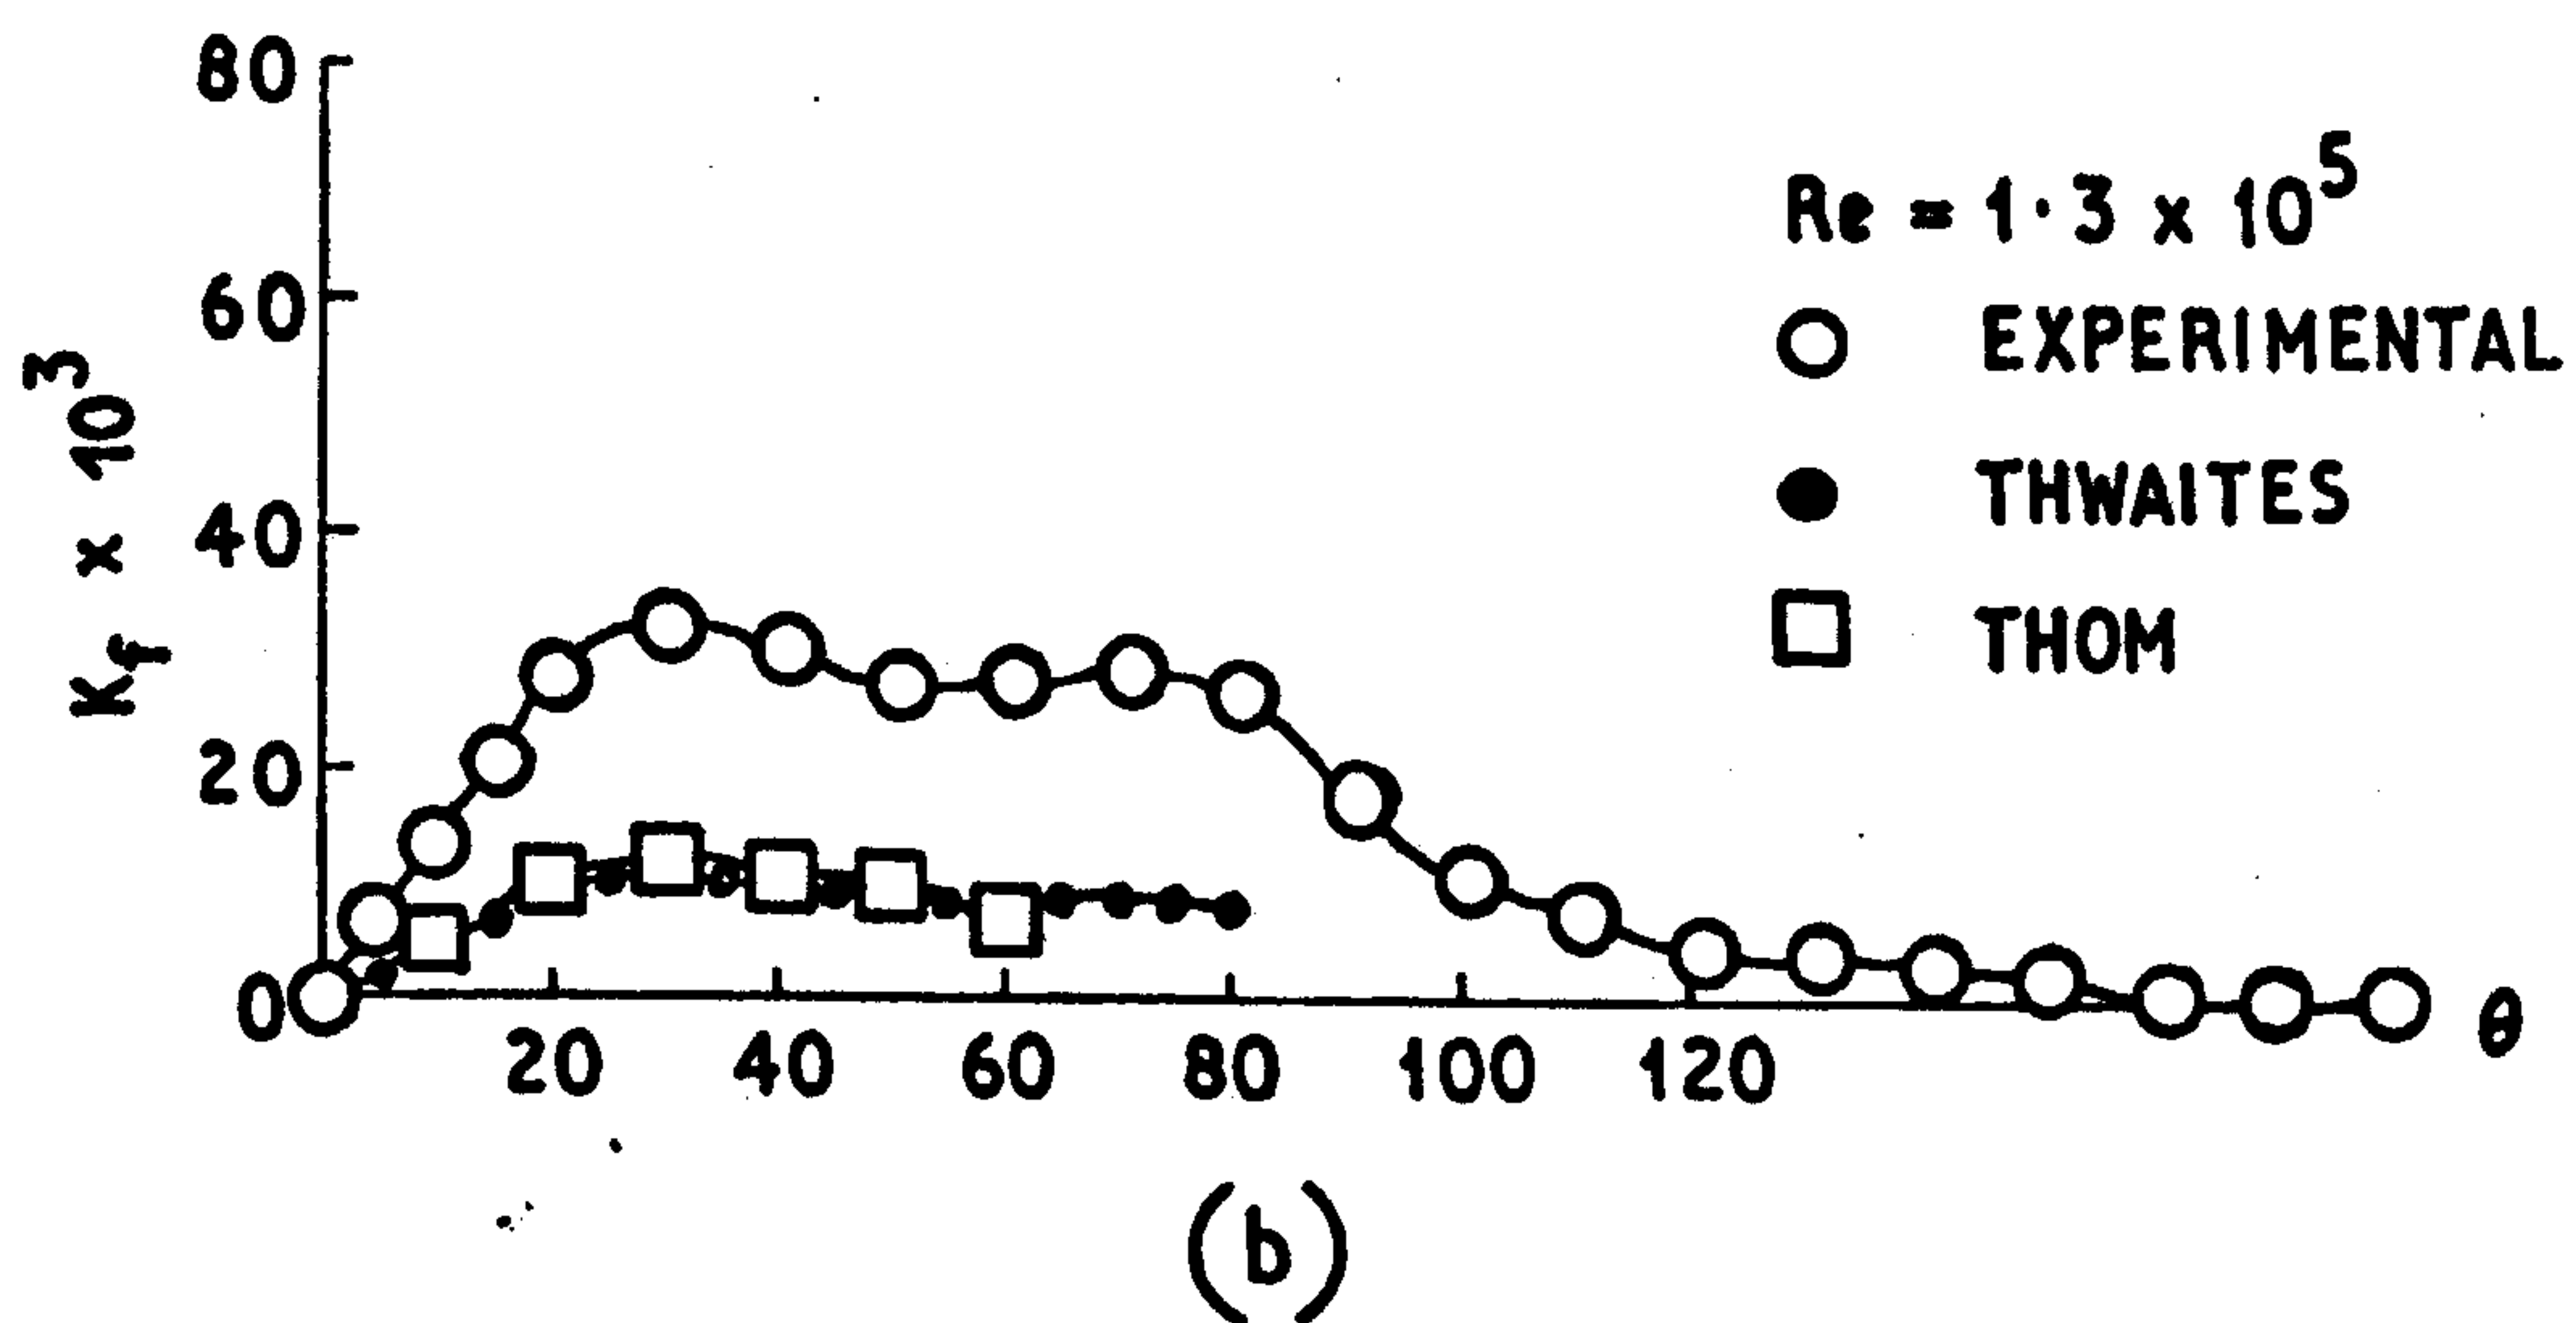 80
60
40
20
0
K_f x 10^3
20 40 60 80 100 120 θ
Re = 1·3 x 10^5
EXPERIMENTAL
THWAITES
THOM
(b)